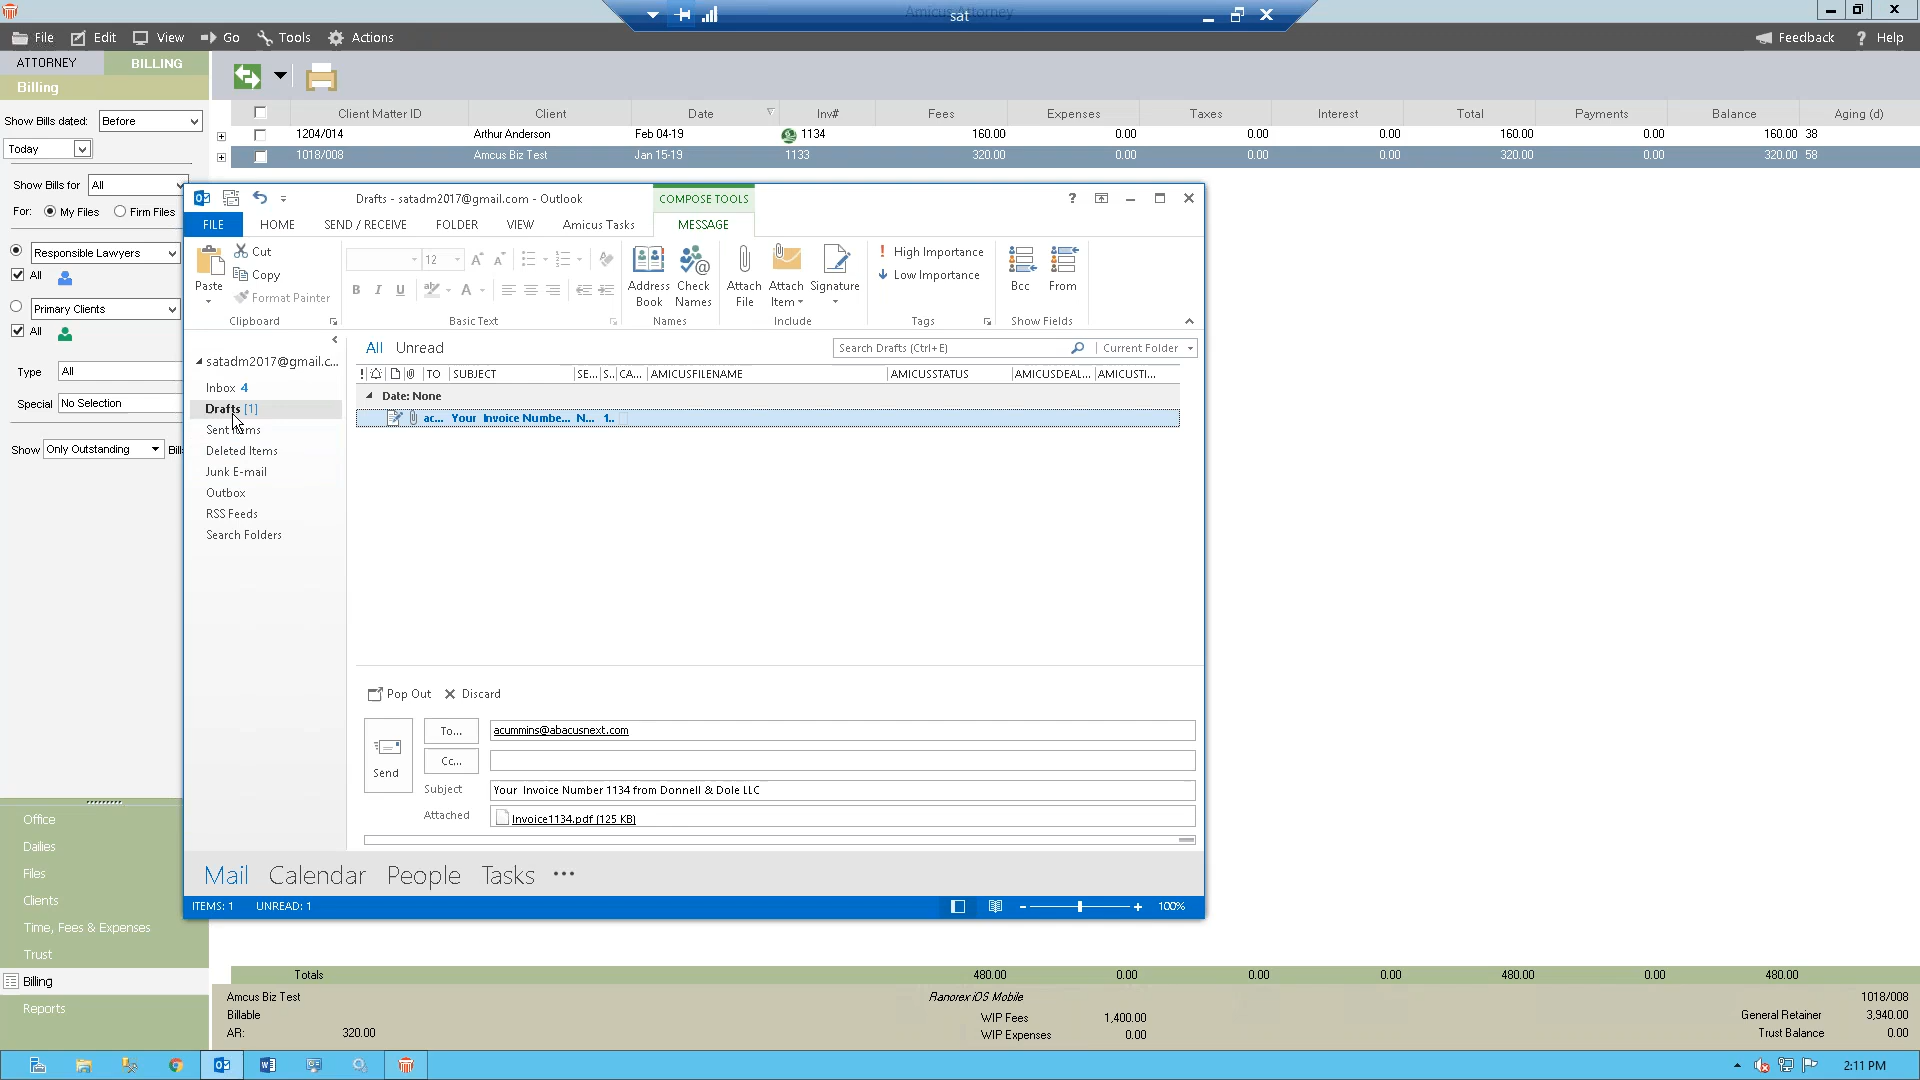 Amicus Attorney
sat
File Edit View Go Tools Actions Feedback ? Help
ATTORNEY BILLING
Billing
Show Bills dated: Before
Today
Show Bills for All
For: My Files Firm Files
Responsible Lawyers
All
Primary Clients
All
Type All
Special No Selection
Show Only Outstanding Bill
Office
Dailies
Files
Clients
Time, Fees & Expenses
Trust
Billing
Reports
Client Matter ID Client Date Inv# Fees Expenses Taxes Interest Total Payments Balance Aging (d)
1204/014 Arthur Anderson Feb 04-19 1134 160.00 0.00 0.00 0.00 160.00 0.00 160.00 38
1018/008 Amcus Biz Test Jan 15-19 1133 320.00 0.00 0.00 0.00 320.00 0.00 320.00 58
Drafts - satadm2017@gmail.com - Outlook COMPOSE TOOLS ?
FILE HOME SEND / RECEIVE FOLDER VIEW Amicus Tasks MESSAGE
Paste
Cut
Copy
Format Painter
Clipboard
12
B I U
Basic Text
Address Book
Check Names
Names
Attach File
Attach Item
Signature
Include
High Importance
Low Importance
Tags
Bcc
From
Show Fields
satadm2017@gmail.c...
Inbox 4
Drafts [1]
Sent Items
Deleted Items
Junk E-mail
Outbox
RSS Feeds
Search Folders
All Unread Search Drafts (Ctrl+E) Current Folder
! TO SUBJECT SE... S.. CA... AMICUSFILENAME AMICUSSTATUS AMICUSDEAL... AMICUSTI...
Date: None
ac... Your Invoice Numbe... N... 1..
Pop Out Discard
Send
To... acummins@abacusnext.com
Cc...
Subject Your Invoice Number 1134 from Donnell & Dole LLC
Attached Invoice1134.pdf (125 KB)
Mail Calendar People Tasks •••
ITEMS: 1 UNREAD: 1 - + 100%
Totals 480.00 0.00 0.00 0.00 480.00 0.00 480.00
Amcus Biz Test Ranorex iOS Mobile 1018/008
Billable WIP Fees 1,400.00 General Retainer 3,940.00
AR: 320.00 WIP Expenses 0.00 Trust Balance 0.00
2:11 PM